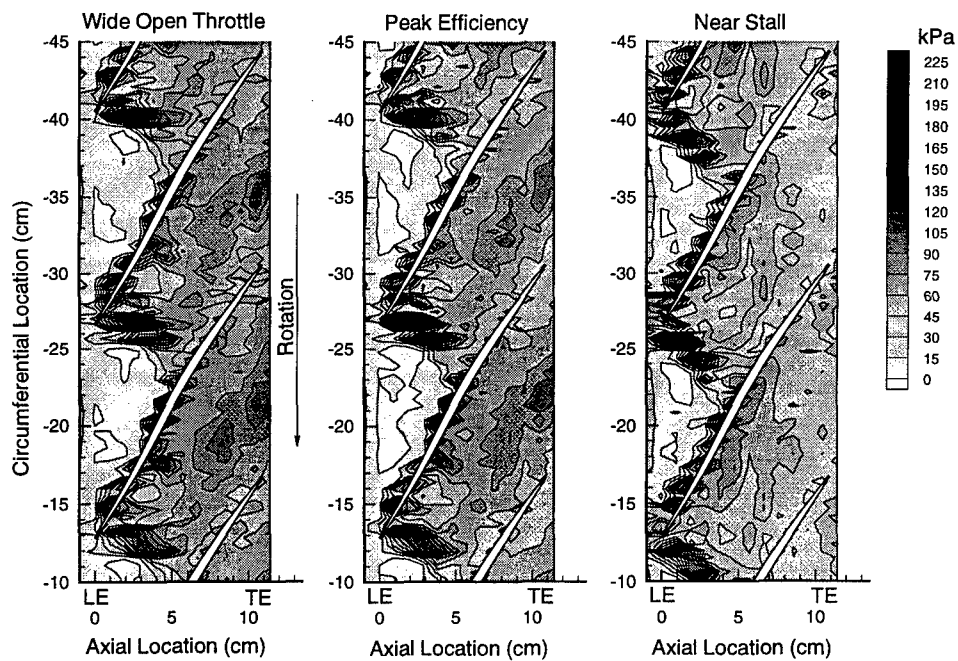 Wide Open Throttle
Peak Efficiency
Near Stall
kPa
-45
-40
-35
-30
-25
-20
-15
-10
-45
-40
-35
-30
-25
-20
-15
-10
-45
-40
-35
-30
-25
-20
-15
-10
225
210
195
180
165
150
135
120
105
90
75
60
45
30
15
0
Circumferential Location (cm)
Rotation
LE TE
0 5 10
Axial Location (cm)
LE TE
0 5 10
Axial Location (cm)
LE TE
0 5 10
Axial Location (cm)